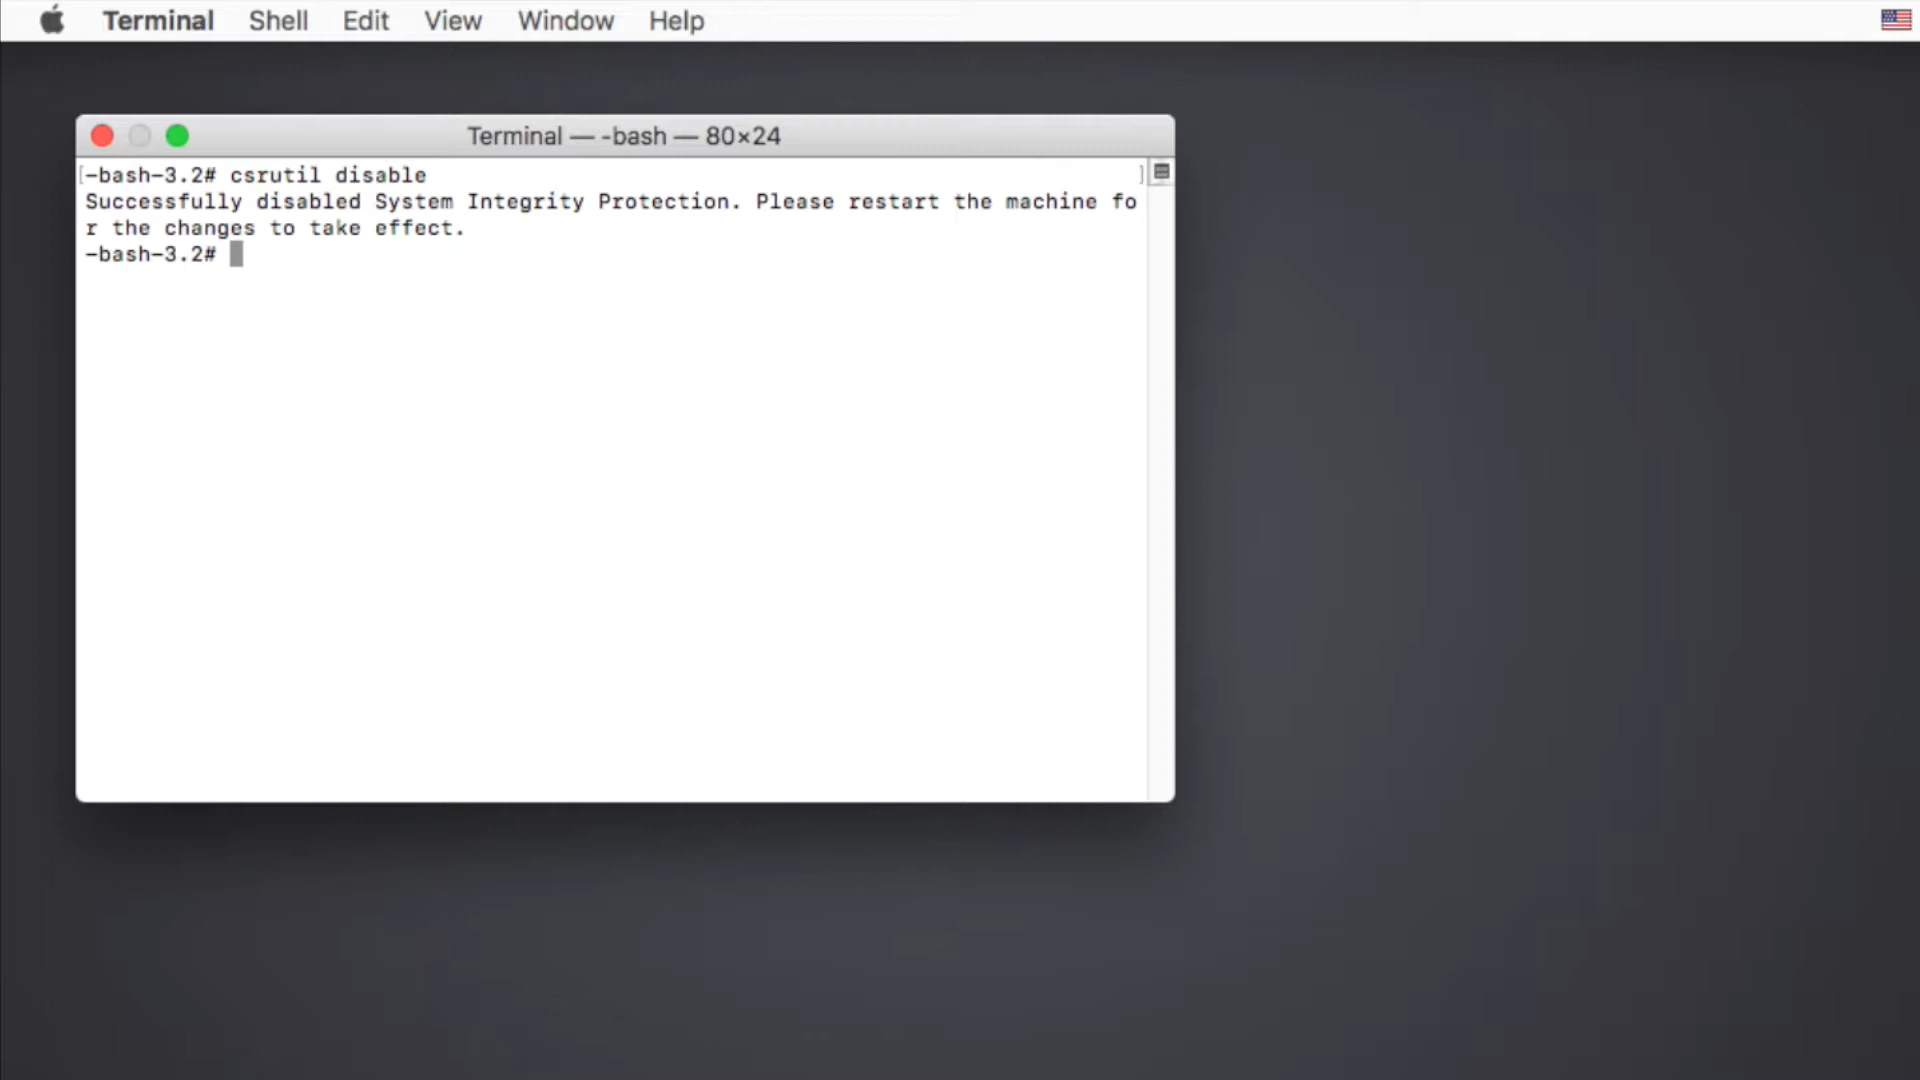 Terminal Shell Edit View Window Help
Terminal — -bash — 80×24
[-bash-3.2# csrutil disable ]
Successfully disabled System Integrity Protection. Please restart the machine fo
r the changes to take effect.
-bash-3.2#